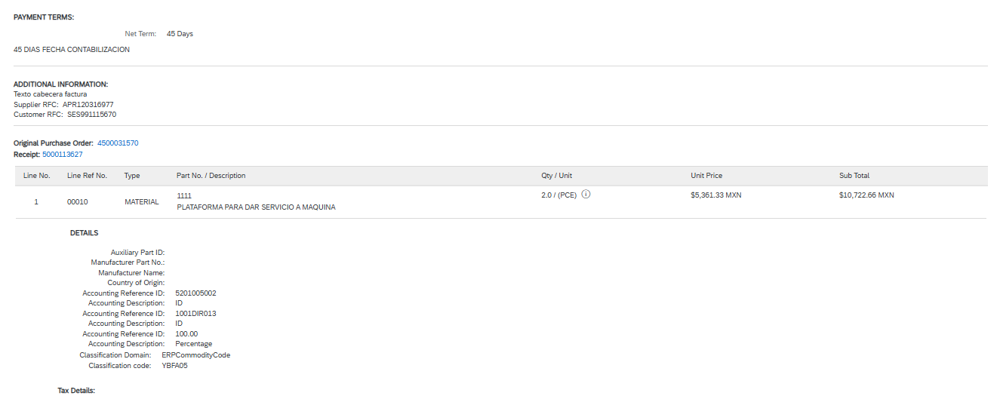 PAYMENT TERMS:
Net Term: 45 Days
45 DIAS FECHA CONTABILIZACION
ADDITIONAL INFORMATION:
Texto cabecera factura
Supplier RFC: APR120316977
Customer RFC: SES991115670
Original Purchase Order: 4500031570
Receipt: 5000113627
Line No. Line Ref No. Type Part No. / Description Qty / Unit Unit Price Sub Total
1 00010 MATERIAL 1111 2.0 / (PCE) $5,361.33 MXN $10,722.66 MXN
PLATAFORMA PARA DAR SERVICIO A MAQUINA
DETAILS
Auxiliary Part ID:
Manufacturer Part No.:
Manufacturer Name:
Country of Origin:
Accounting Reference ID: 5201005002
Accounting Description: ID
Accounting Reference ID: 1001DIR013
Accounting Description: ID
Accounting Reference ID: 100.00
Accounting Description: Percentage
Classification Domain: ERPCommodityCode
Classification code: YBFA05
Tax Details: